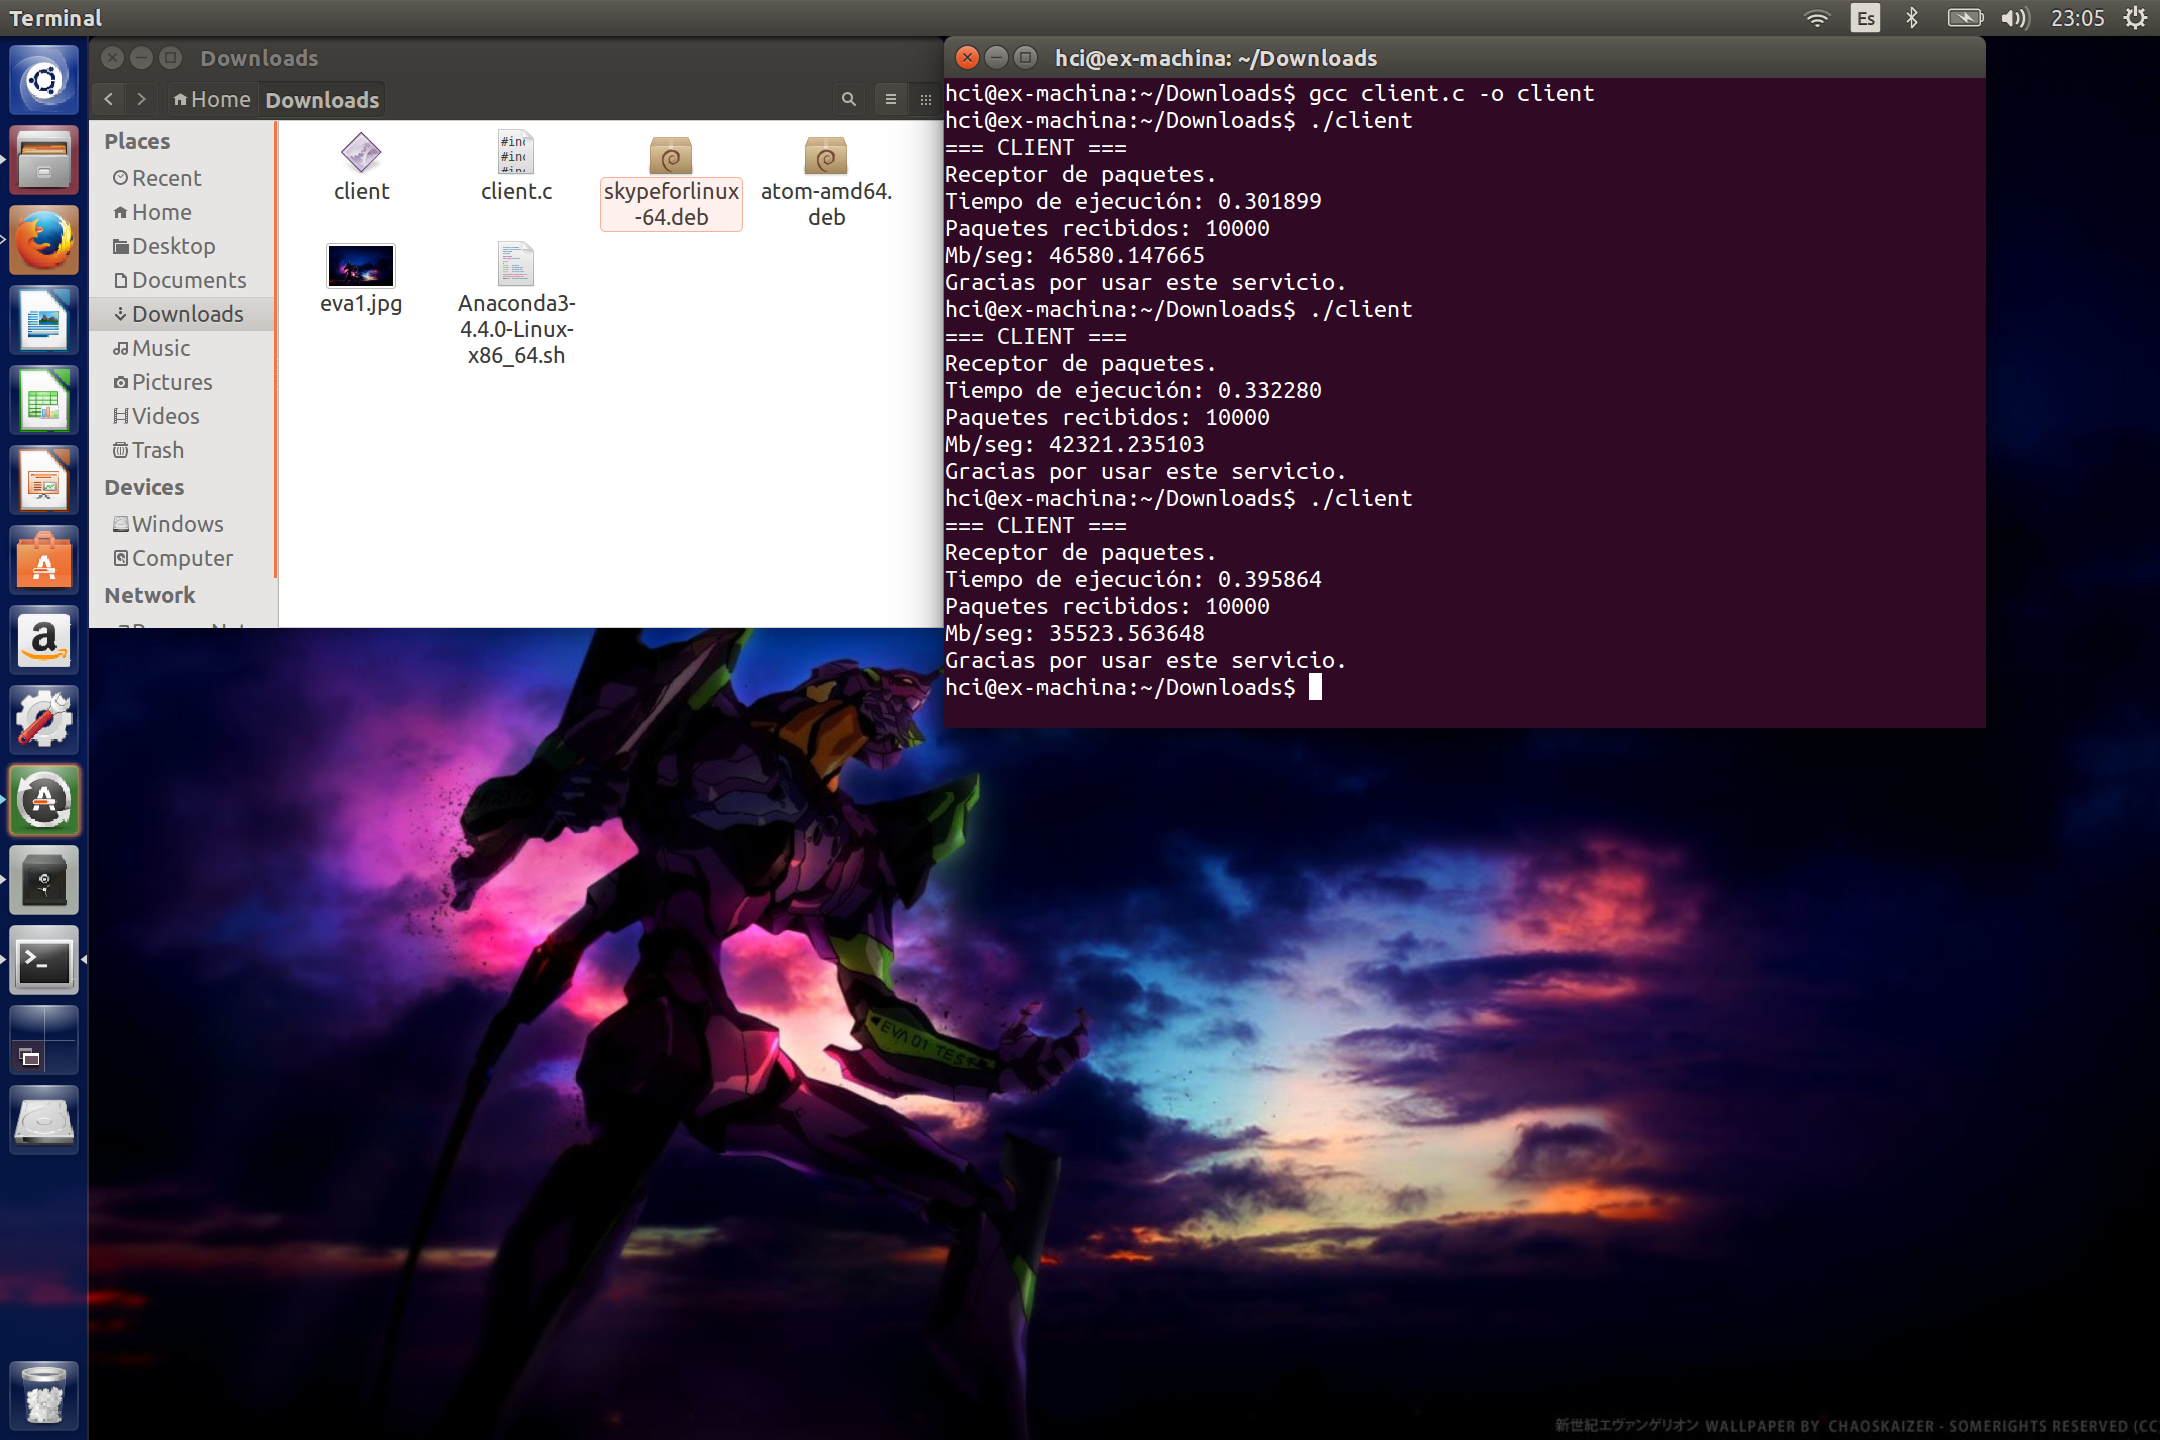 Terminal
Es
23:05
Downloads
Home
Downloads
Places
Recent
Home
Desktop
Documents
Downloads
Music
Pictures
Videos
Trash
Devices
Windows
Computer
Network
client
#inc
#inc
client.c
skypeforlinux
-64.deb
atom-amd64.
deb
eva1.jpg
Anaconda3-
4.4.0-Linux-
x86_64.sh
hci@ex-machina: ~/Downloads
hci@ex-machina:~/Downloads$ gcc client.c -o client
hci@ex-machina:~/Downloads$ ./client
=== CLIENT ===
Receptor de paquetes.
Tiempo de ejecución: 0.301899
Paquetes recibidos: 10000
Mb/seg: 46580.147665
Gracias por usar este servicio.
hci@ex-machina:~/Downloads$ ./client
=== CLIENT ===
Receptor de paquetes.
Tiempo de ejecución: 0.332280
Paquetes recibidos: 10000
Mb/seg: 42321.235103
Gracias por usar este servicio.
hci@ex-machina:~/Downloads$ ./client
=== CLIENT ===
Receptor de paquetes.
Tiempo de ejecución: 0.395864
Paquetes recibidos: 10000
Mb/seg: 35523.563648
Gracias por usar este servicio.
hci@ex-machina:~/Downloads$
EVA 01 TEST
新世紀エヴァンゲリオン WALLPAPER BY CHAOSKAIZER - SOMERIGHTS RESERVED (CC